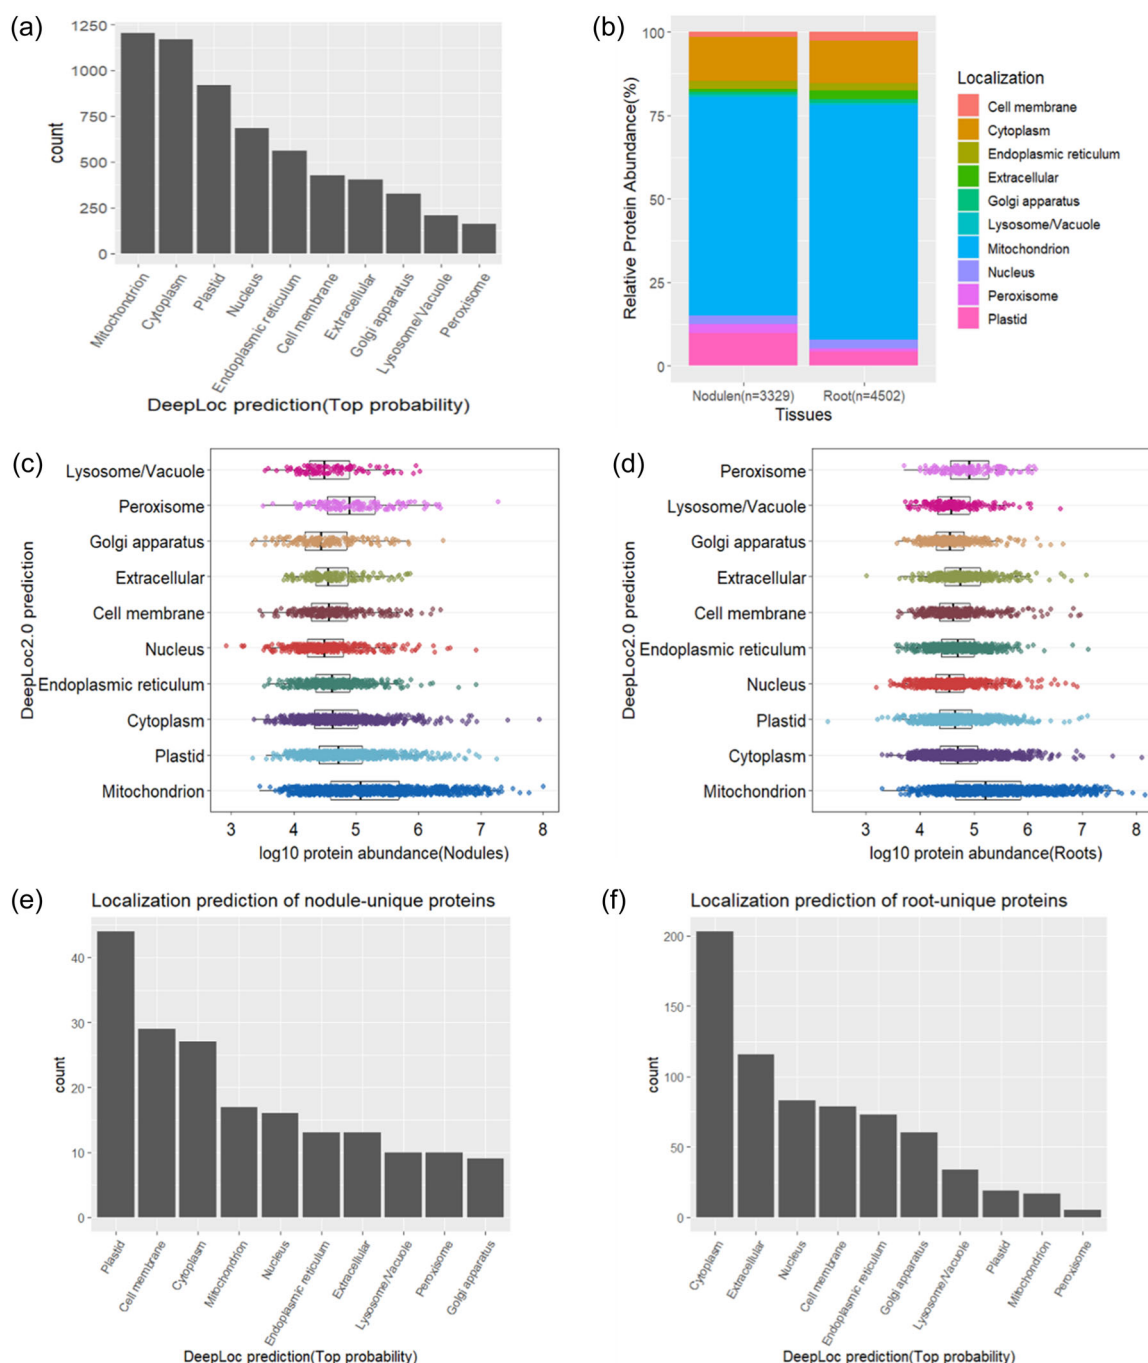 (a)
1250
1000
750
500
250
0
count
Mitochondrion
Cytoplasm
Plastid
Nucleus
Endoplasmic reticulum
Cell membrane
Extracellular
Golgi apparatus
Lysosome/Vacuole
Peroxisome
DeepLoc prediction(Top probability)
(b)
100
75
50
25
0
Relative Protein Abundance(%)
Nodulen(n=3329)
Root(n=4502)
Tissues
Localization
Cell membrane
Cytoplasm
Endoplasmic reticulum
Extracellular
Golgi apparatus
Lysosome/Vacuole
Mitochondrion
Nucleus
Peroxisome
Plastid
(c)
DeepLoc2.0 prediction
Lysosome/Vacuole
Peroxisome
Golgi apparatus
Extracellular
Cell membrane
Nucleus
Endoplasmic reticulum
Cytoplasm
Plastid
Mitochondrion
3 4 5 6 7 8
log10 protein abundance(Nodules)
(d)
DeepLoc2.0 prediction
Peroxisome
Lysosome/Vacuole
Golgi apparatus
Extracellular
Cell membrane
Endoplasmic reticulum
Nucleus
Plastid
Cytoplasm
Mitochondrion
3 4 5 6 7 8
log10 protein abundance(Roots)
(e)
Localization prediction of nodule-unique proteins
40
30
20
10
0
count
Plastid
Cell membrane
Cytoplasm
Mitochondrion
Nucleus
Endoplasmic reticulum
Extracellular
Lysosome/Vacuole
Peroxisome
Golgi apparatus
DeepLoc prediction(Top probability)
(f)
Localization prediction of root-unique proteins
200
150
100
50
0
count
Cytoplasm
Extracellular
Nucleus
Cell membrane
Endoplasmic reticulum
Golgi apparatus
Lysosome/Vacuole
Plastid
Mitochondrion
Peroxisome
DeepLoc prediction(Top probability)